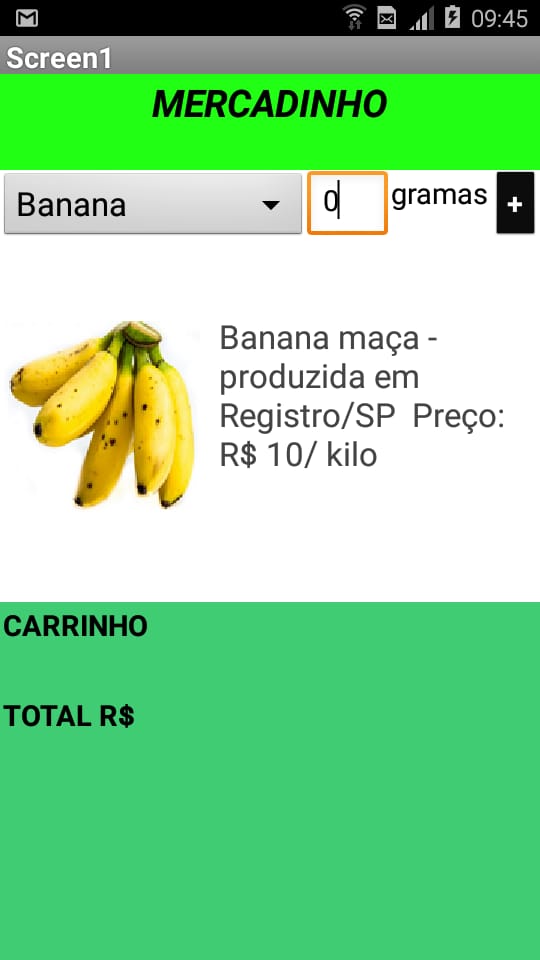 09:45
Screen1
MERCADINHO
Banana
0
gramas
+
Banana maça -
produzida em
Registro/SP  Preço:
R$ 10/ kilo
CARRINHO
TOTAL R$